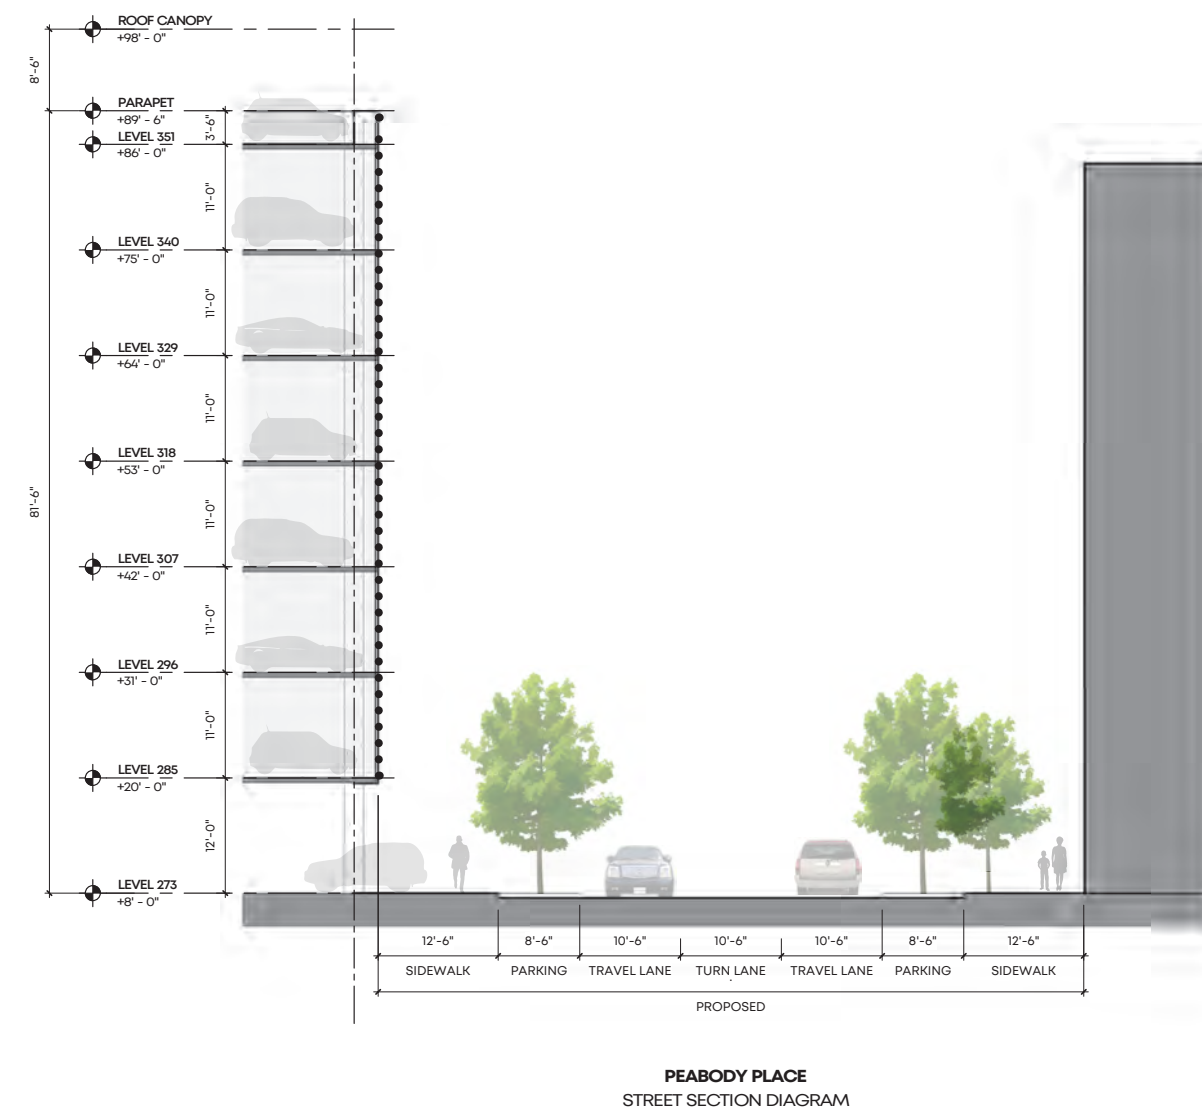 ROOF CANOPY
+98' - 0"
8'-6"
PARAPET
+89' - 6"
3'-6"
LEVEL 351
+86' - 0"
11'-0"
LEVEL 340
+75' - 0"
11'-0"
LEVEL 329
+64' - 0"
11'-0"
LEVEL 318
+53' - 0"
81'-6"
11'-0"
LEVEL 307
+42' - 0"
11'-0"
LEVEL 296
+31' - 0"
11'-0"
LEVEL 285
+20' - 0"
12'-0"
LEVEL 273
+8' - 0"
12'-6" 8'-6" 10'-6" 10'-6" 10'-6" 8'-6" 12'-6"
SIDEWALK PARKING TRAVEL LANE TURN LANE TRAVEL LANE PARKING SIDEWALK
PROPOSED
PEABODY PLACE
STREET SECTION DIAGRAM